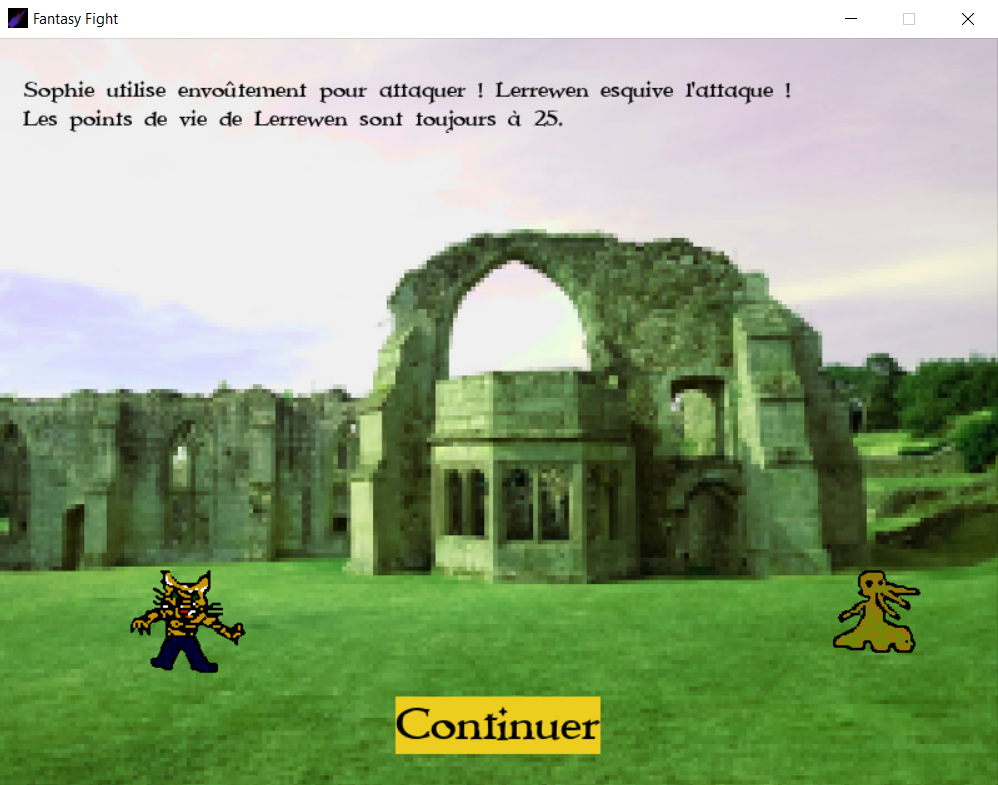 Fantasy Fight
Sophie utilise envoûtement pour attaquer ! Lerrewen esquive l'attaque !
Les points de vie de Lerrewen sont toujours à 25.
Continuer